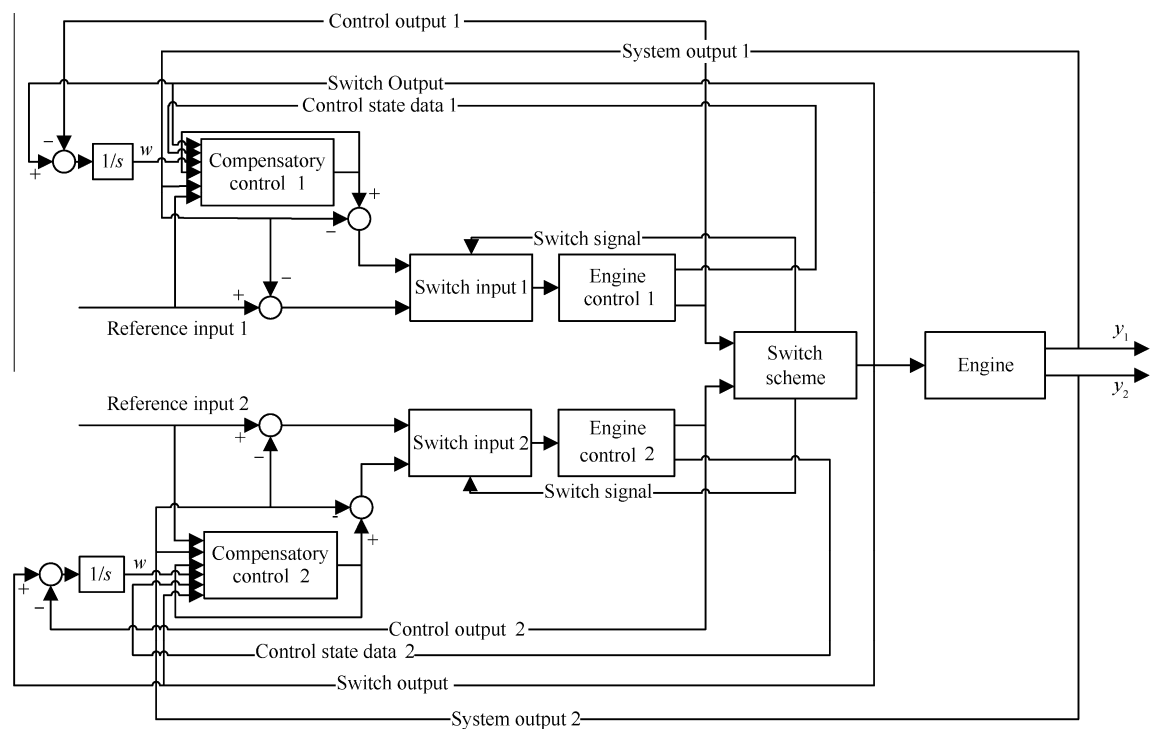 Control output 1
System output 1
Switch Output
Control state data 1
−
+
1/s
w
Compensatory
control 1
+
−
Switch signal
−
+
Switch input 1
Engine
control 1
Reference input 1
Switch
scheme
Engine
y1
y2
Reference input 2
+
−
Switch input 2
Engine
control 2
Switch signal
-
+
Compensatory
control 2
w
1/s
+
−
Control output 2
Control state data 2
Switch output
System output 2